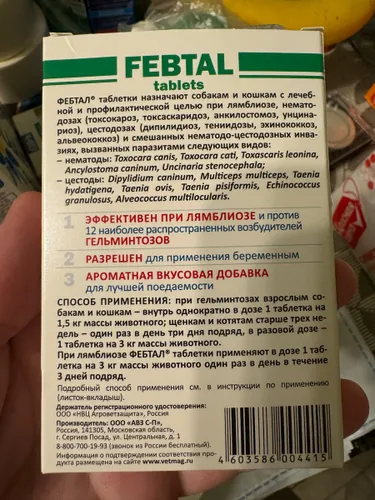 FEBTAL
tablets
ФЕБТАЛ® таблетки назначают собакам и кошкам с лечеб-
ной и профилактической целью при лямблиозе, немато-
дозах (токсокароз, токсаскаридоз, анкилостомоз, унцина-
риоз), цестодозах (дипилидиоз, тениидозы, эхинококкоз,
альвеококкоз) и смешанных нематодо-цестодозных инва-
зиях, вызванных паразитами следующих видов:
– нематоды: Toxocara canis, Toxocara cati, Toxascaris leonina,
Ancylostoma caninum, Uncinaria stenocephala;
– цестоды: Dipylidium caninum, Multiceps multiceps, Taenia
hydatigena, Taenia ovis, Taenia pisiformis, Echinococcus
granulosus, Alveococcus multilocularis.
1 ЭФФЕКТИВЕН ПРИ ЛЯМБЛИОЗЕ и против
12 наиболее распространенных возбудителей
ГЕЛЬМИНТОЗОВ
2 РАЗРЕШЕН для применения беременным
3 АРОМАТНАЯ ВКУСОВАЯ ДОБАВКА
для лучшей поедаемости
СПОСОБ ПРИМЕНЕНИЯ: при гельминтозах взрослым со-
бакам и кошкам – внутрь однократно в дозе 1 таблетка на
1,5 кг массы животного; щенкам и котятам старше трех не-
дель – один раз в день три дня подряд, в разовой дозе –
1 таблетка на 3 кг массы животного.
При лямблиозе ФЕБТАЛ® таблетки применяют в дозе 1 таб-
летка на 3 кг массы животного один раз в день в течение
3 дней подряд.
Подробный способ применения см. в инструкции по применению
(листок-вкладыш).
Держатель регистрационного удостоверения:
ООО «НВЦ Агроветзащита», Россия
Производитель: ООО «АВЗ С-П»,
Россия, 141305, Московская область,
г. Сергиев Посад, ул. Центральная, д. 1
8-800-700-19-93 (звонок из России бесплатный).
Информация о подтверждении соответствия про-
дукта размещена на сайте www.vetmag.ru
4 603586 004415